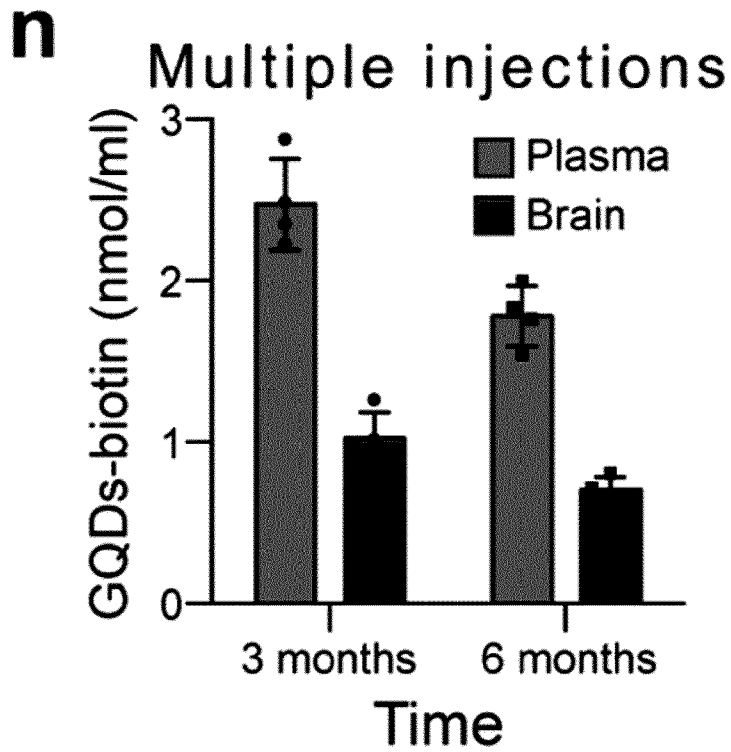 n
Multiple injections
GQDs-biotin (nmol/ml)
3
2
1
0
Plasma
Brain
3 months
6 months
Time